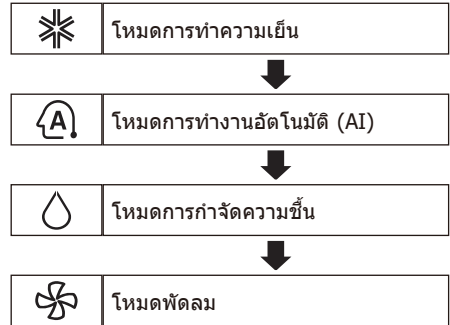 โหมดการทำความเย็น
A โหมดการทำงานอัตโนมัติ (AI)
โหมดการกำจัดความชื้น
โหมดพัดลม